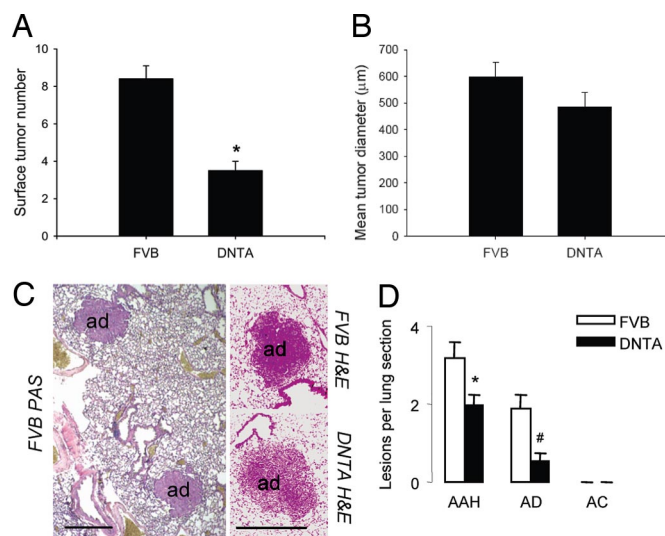 A
Surface tumor number
8
6
4
2
0
*
FVB
DNTA
B
Mean tumor diameter (μm)
700
600
500
400
300
200
100
0
FVB
DNTA
C
FVB PAS
ad
ad
FVB H&E
ad
DNTA H&E
ad
D
FVB
DNTA
Lesions per lung section
4
2
0
*
#
AAH
AD
AC